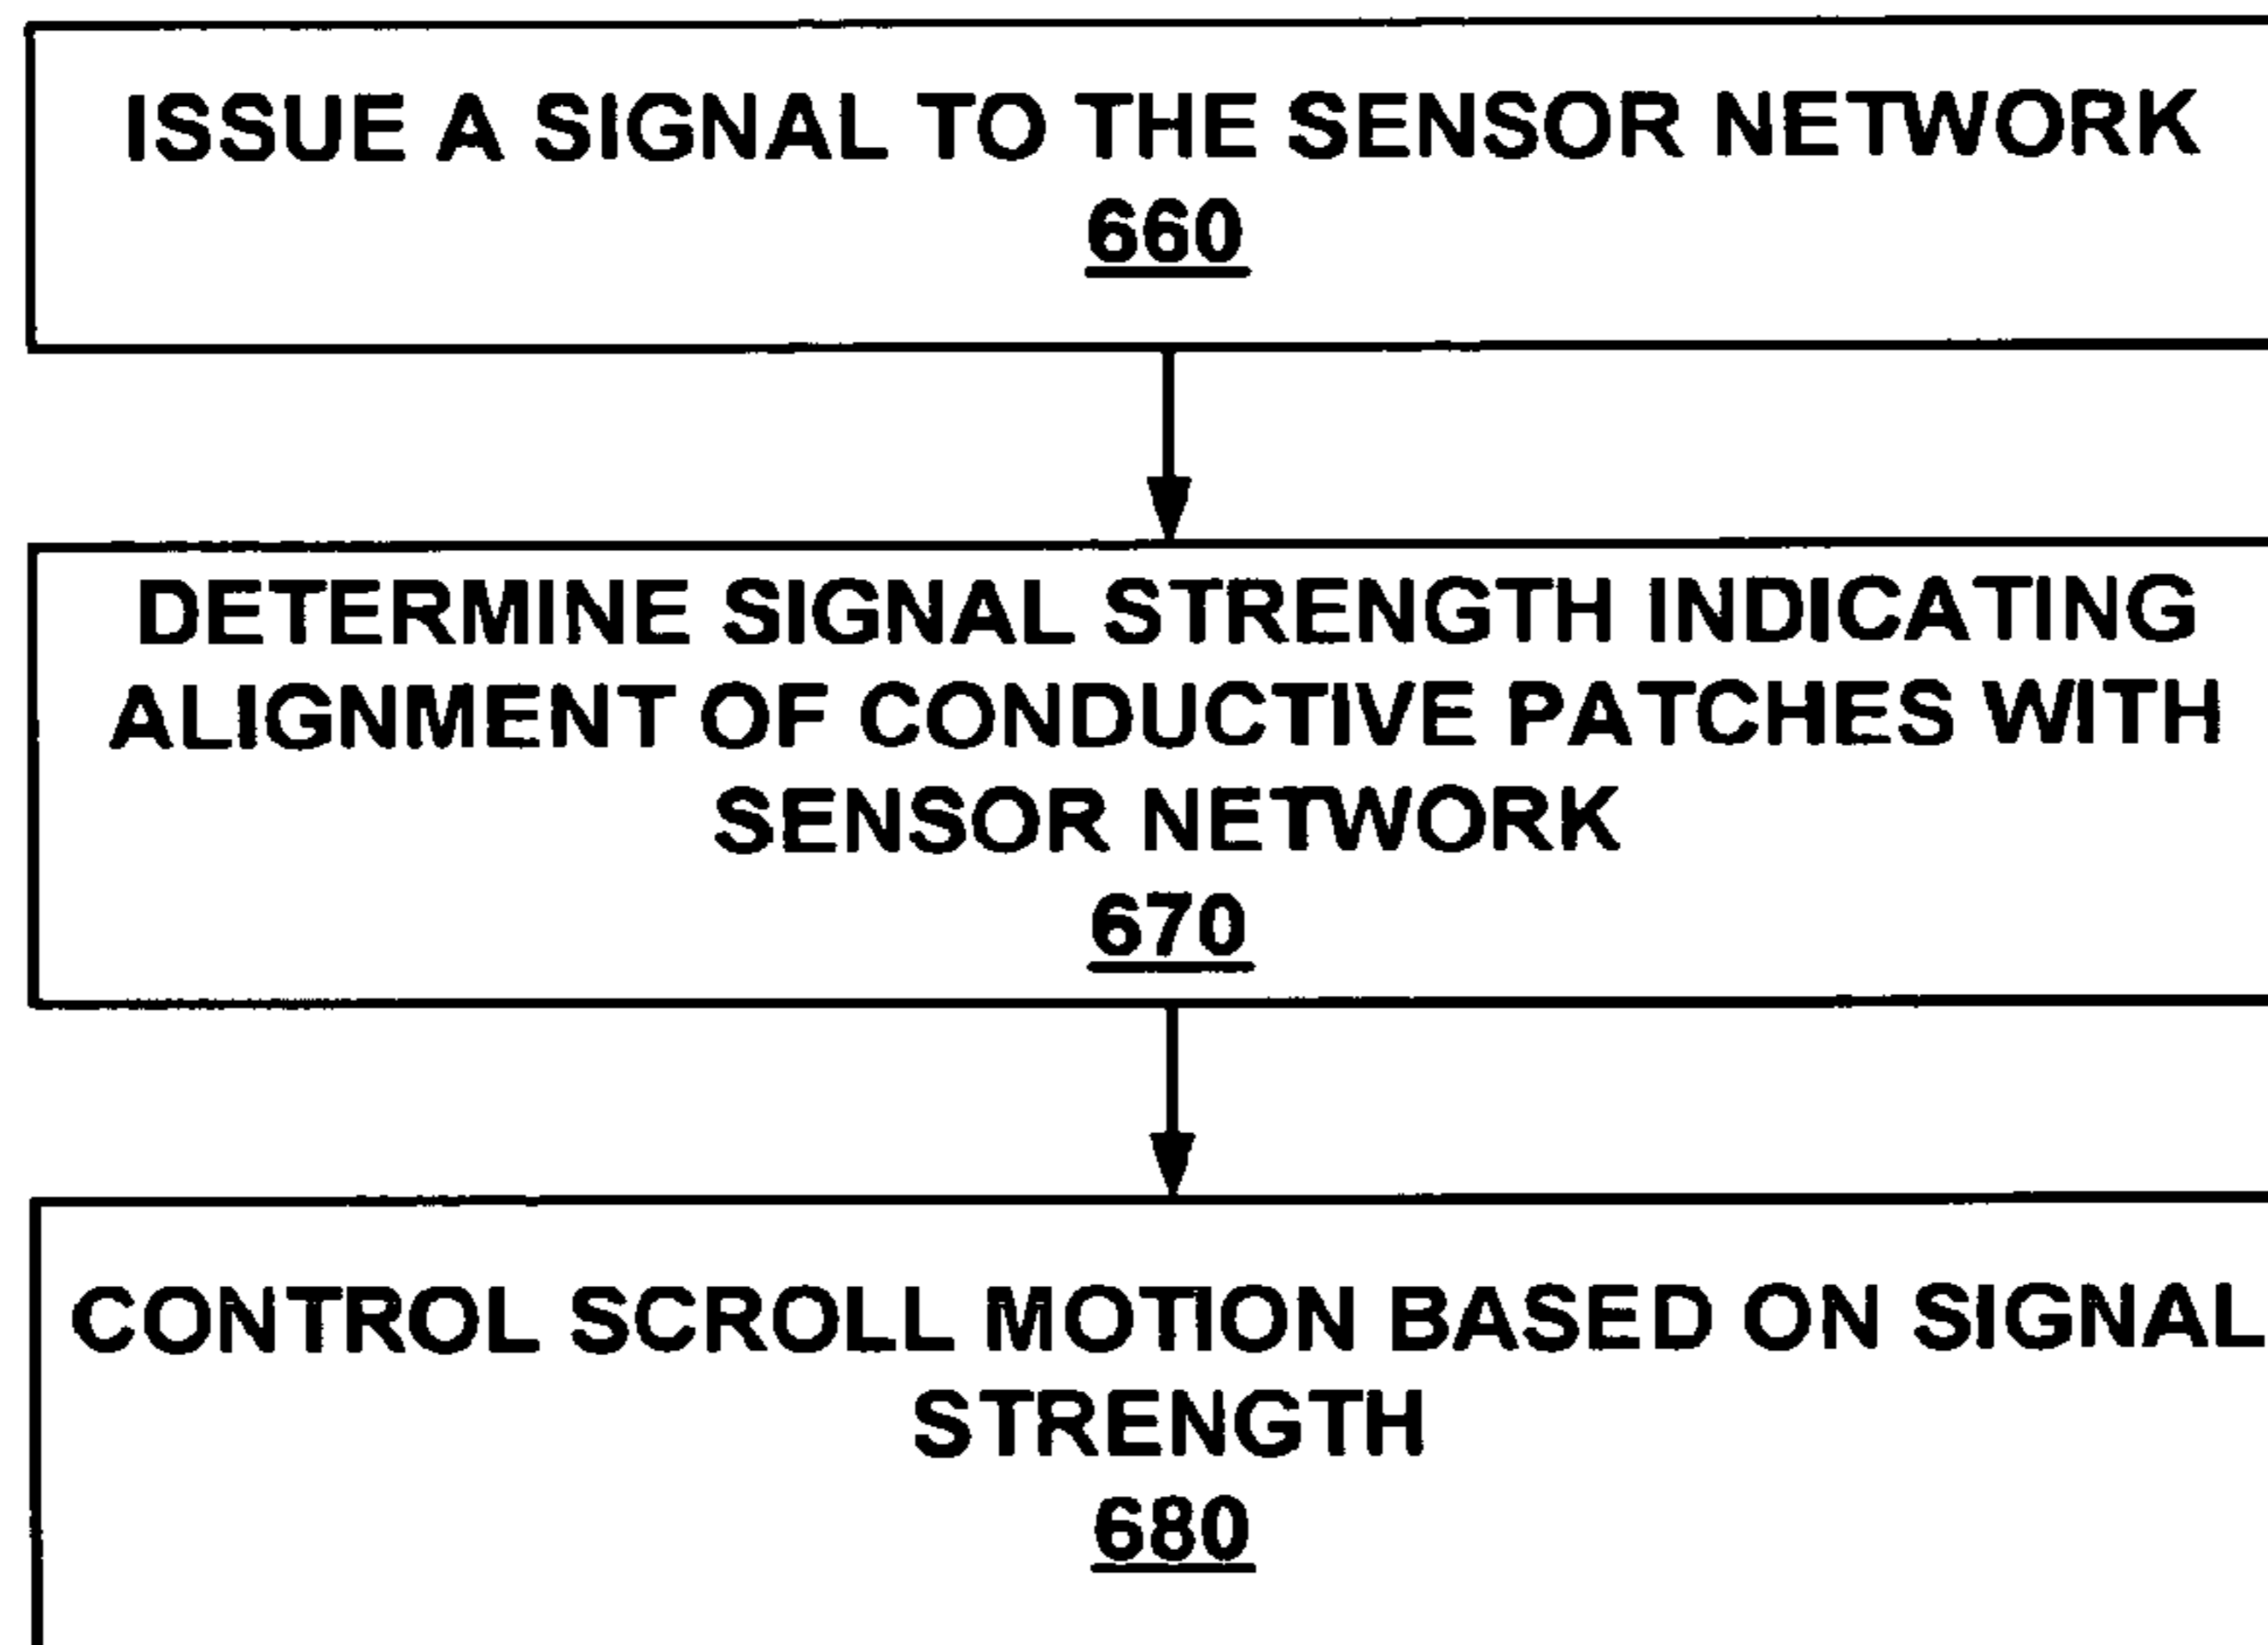 ISSUE A SIGNAL TO THE SENSOR NETWORK
660
DETERMINE SIGNAL STRENGTH INDICATING
ALIGNMENT OF CONDUCTIVE PATCHES WITH
SENSOR NETWORK
670
CONTROL SCROLL MOTION BASED ON SIGNAL
STRENGTH
680